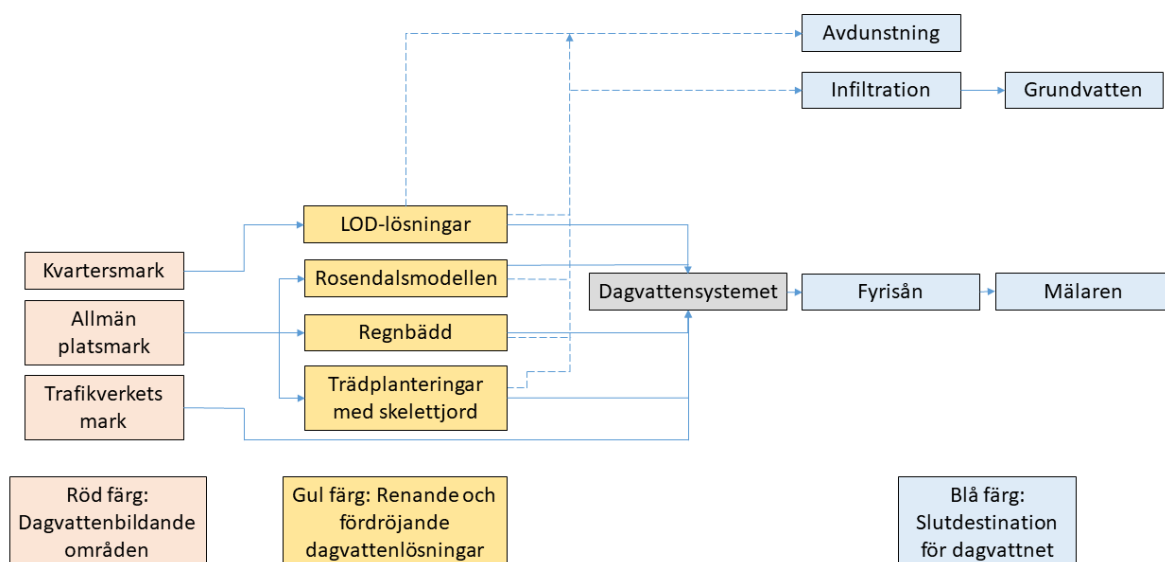 Avdunstning
Infiltration
Grundvatten
LOD-lösningar
Kvartersmark
Rosendalsmodellen
Dagvattensystemet
Fyrisån
Mälaren
Allmän
platsmark
Regnbädd
Trafikverkets
mark
Trädplanteringar
med skelettjord
Röd färg:
Dagvattenbildande
områden
Gul färg: Renande och
fördröjande
dagvattenlösningar
Blå färg:
Slutdestination
för dagvattnet